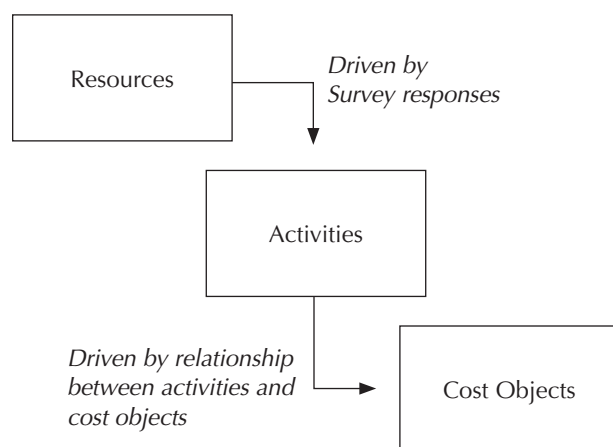 Resources
Driven by
Survey responses
Activities
Driven by relationship
between activities and
cost objects
Cost Objects